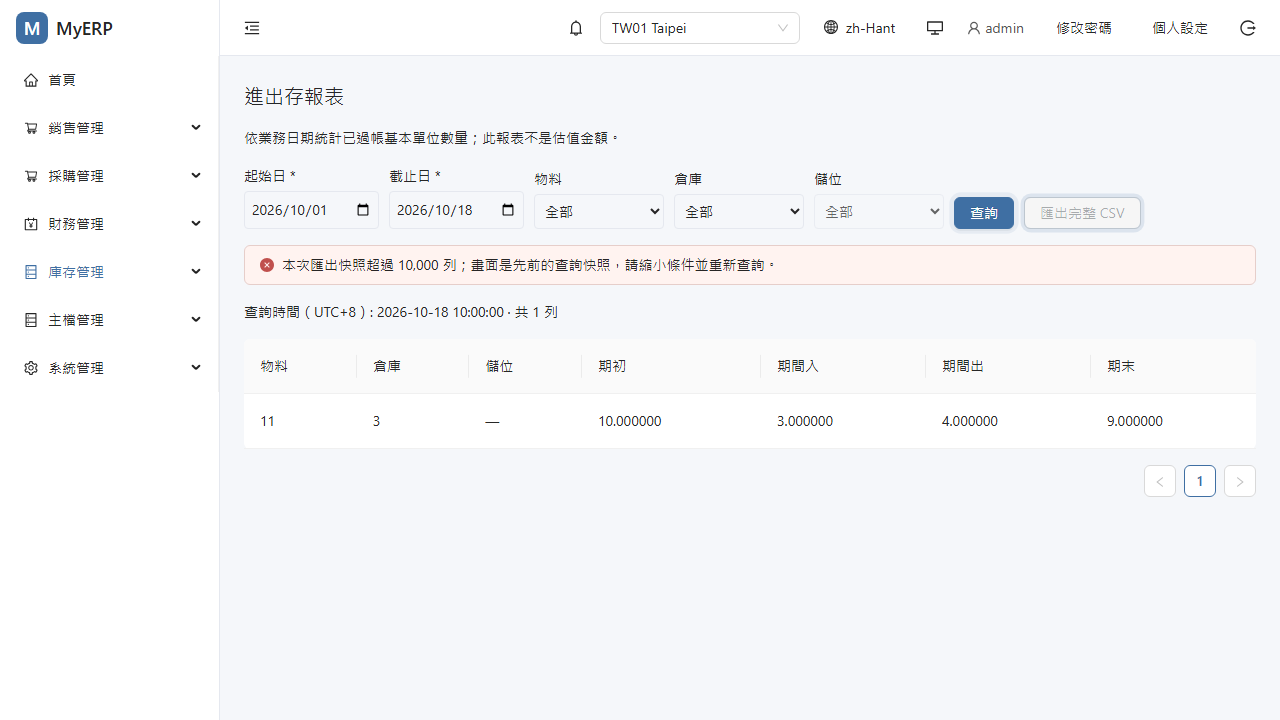 M MyERP
TW01 Taipei
zh-Hant
admin
修改密碼
個人設定
首頁
銷售管理
採購管理
財務管理
庫存管理
主檔管理
系統管理
進出存報表
依業務日期統計已過帳基本單位數量；此報表不是估值金額。
起始日 * 截止日 * 物料 倉庫 儲位
2026/10/01 2026/10/18 全部 全部 全部 查詢 匯出完整 CSV
本次匯出快照超過 10,000 列；畫面是先前的查詢快照，請縮小條件並重新查詢。
查詢時間（UTC+8）: 2026-10-18 10:00:00 · 共 1 列
物料 倉庫 儲位 期初 期間入 期間出 期末
11 3 — 10.000000 3.000000 4.000000 9.000000
1